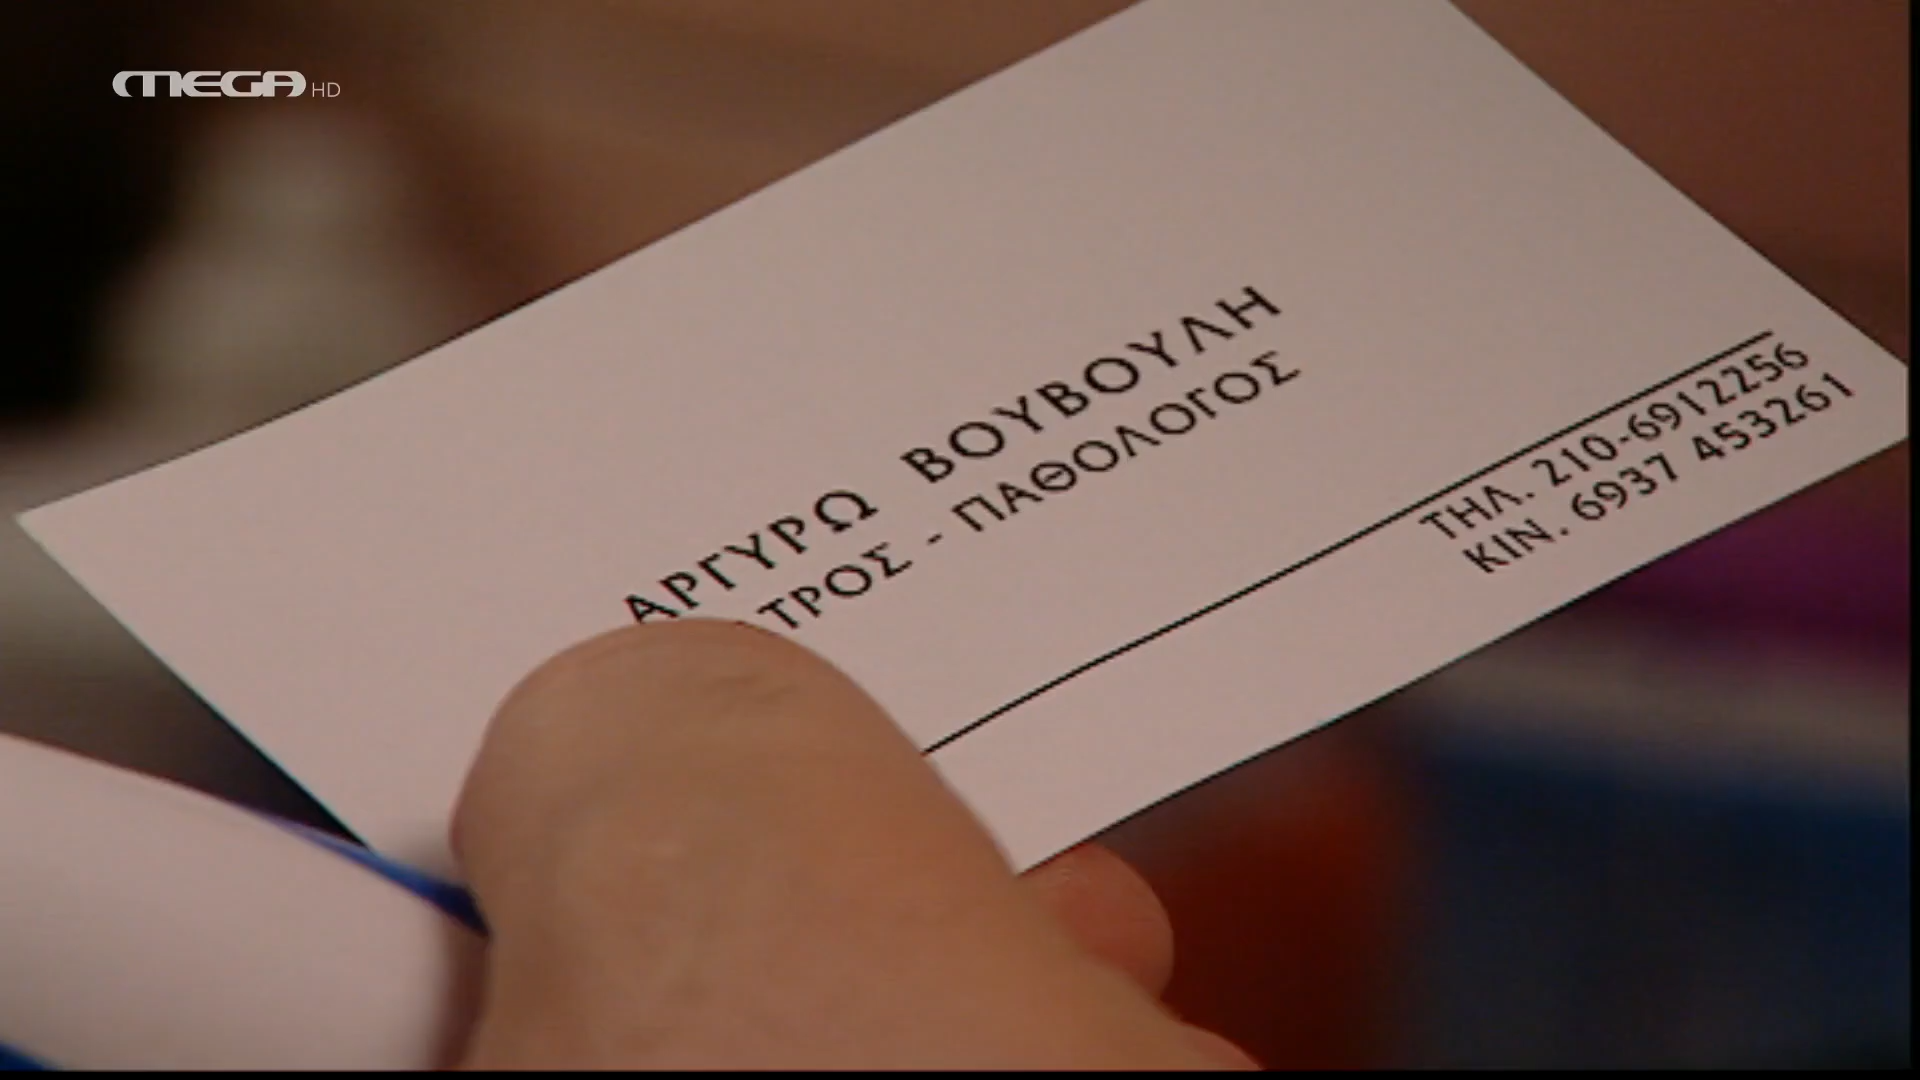 MEGA HD
ΑΡΓΥΡΩ ΒΟΥΒΟΥΛΗ
ΤΡΟΣ - ΠΑΘΟΛΟΓΟΣ
ΤΗΛ. 210-6912256
ΚΙΝ. 6937 453261